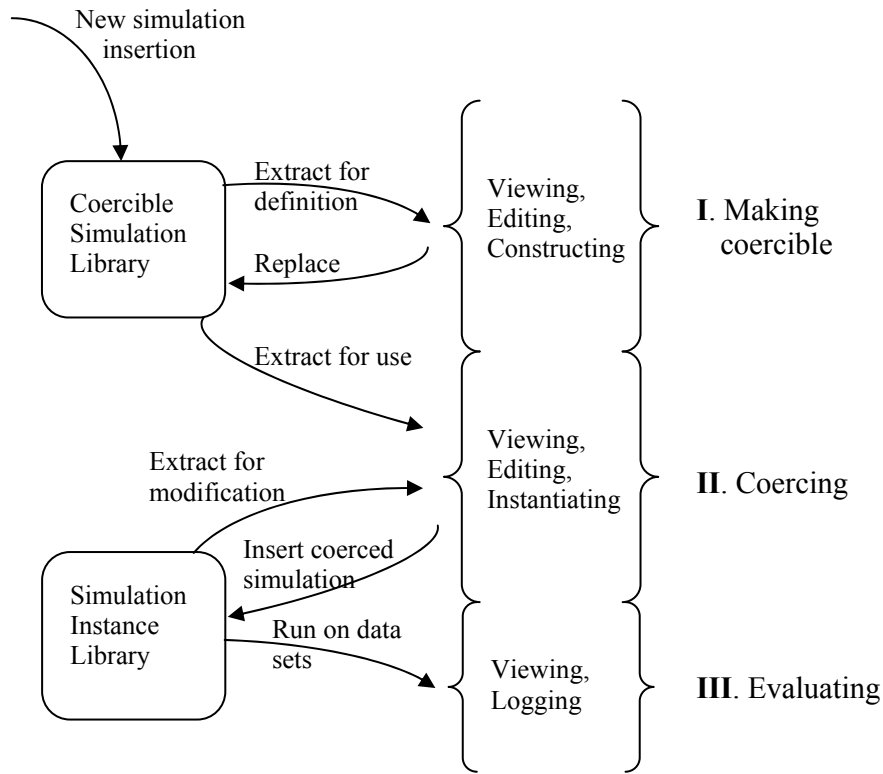 New simulation
insertion
Extract for
definition
Coercible
Simulation
Library
Replace
Viewing,
Editing,
Constructing
I. Making
coercible
Extract for use
Viewing,
Editing,
Instantiating
II. Coercing
Extract for
modification
Insert coerced
simulation
Simulation
Instance
Library
Run on data
sets
Viewing,
Logging
III. Evaluating